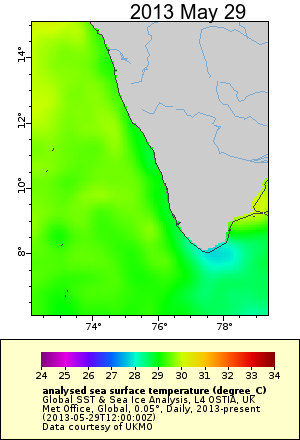 2013 May 29
14°
12°
10°
8°
74° 76° 78°
24 25 26 27 28 29 30 31 32 33 34
analysed sea surface temperature (degree_C)
Global SST & Sea Ice Analysis, L4 OSTIA, UK
Met Office, Global, 0.05°, Daily, 2013-present
(2013-05-29T12:00:00Z)
Data courtesy of UKMO